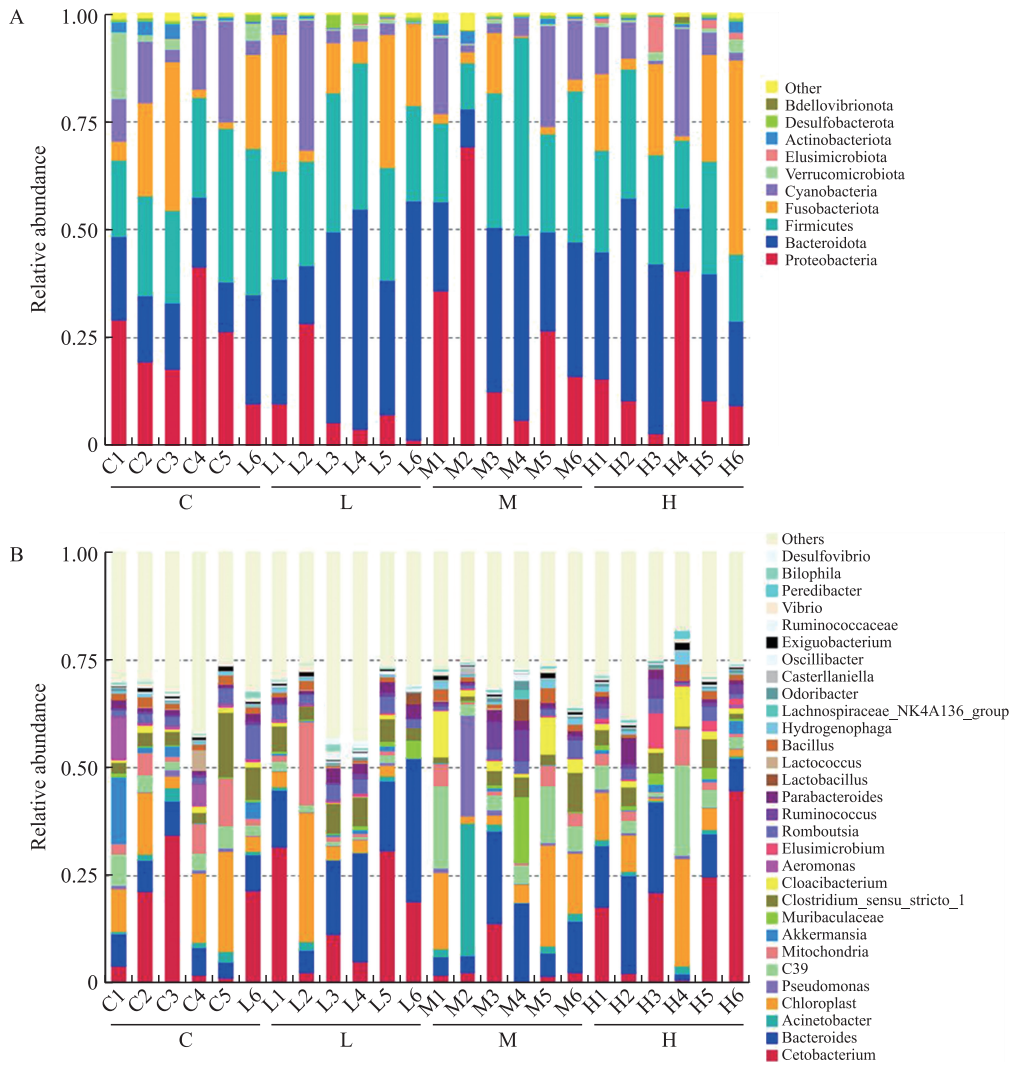 A
Relative abundance
1.00
0.75
0.50
0.25
0
C1 C2 C3 C4 C5 L6 L1 L2 L3 L4 L5 L6 M1 M2 M3 M4 M5 M6 H1 H2 H3 H4 H5 H6
C L M H
Other
Bdellovibrionota
Desulfobacterota
Actinobacteriota
Elusimicrobiota
Verrucomicrobiota
Cyanobacteria
Fusobacteriota
Firmicutes
Bacteroidota
Proteobacteria
B
Relative abundance
1.00
0.75
0.50
0.25
0
C1 C2 C3 C4 C5 L6 L1 L2 L3 L4 L5 L6 M1 M2 M3 M4 M5 M6 H1 H2 H3 H4 H5 H6
C L M H
Others
Desulfovibrio
Bilophila
Peredibacter
Vibrio
Ruminococcaceae
Exiguobacterium
Oscillibacter
Casterllaniella
Odoribacter
Lachnospiraceae_NK4A136_group
Hydrogenophaga
Bacillus
Lactococcus
Lactobacillus
Parabacteroides
Ruminococcus
Romboutsia
Elusimicrobium
Aeromonas
Cloacibacterium
Clostridium_sensu_stricto_1
Muribaculaceae
Akkermansia
Mitochondria
C39
Pseudomonas
Chloroplast
Acinetobacter
Bacteroides
Cetobacterium